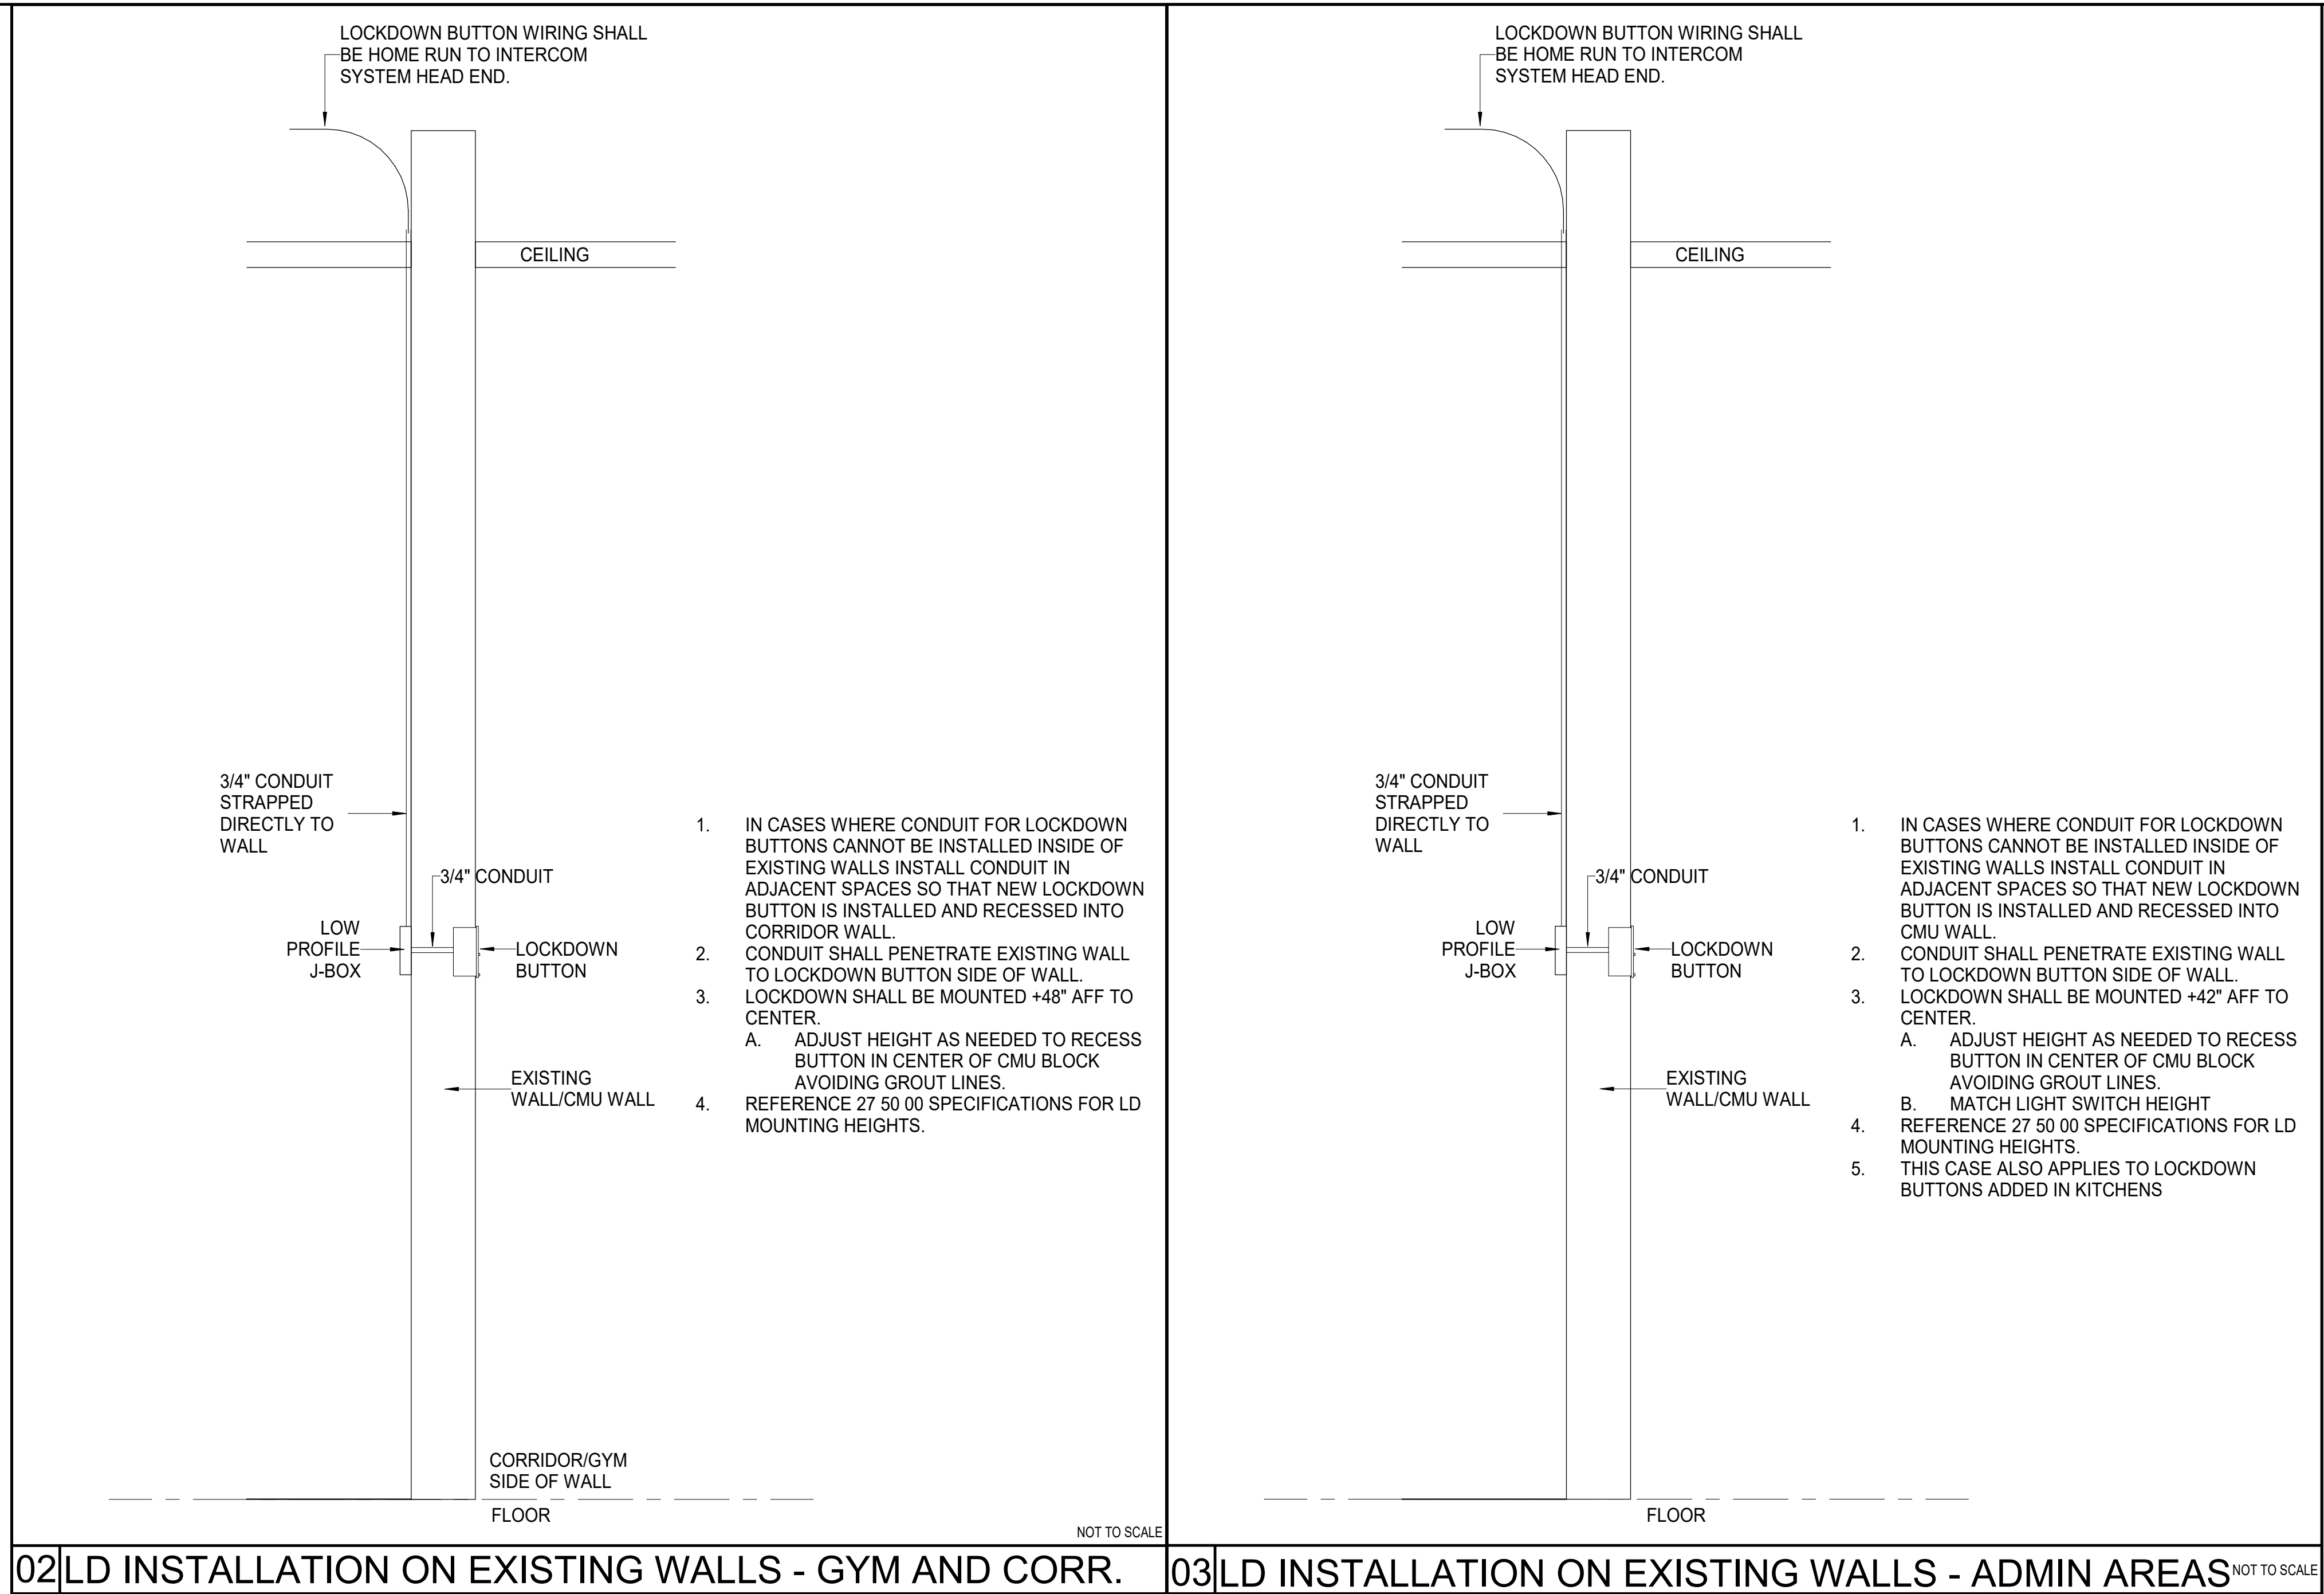 LOCKDOWN BUTTON WIRING SHALL
BE HOME RUN TO INTERCOM
SYSTEM HEAD END.
CEILING
3/4" CONDUIT
STRAPPED
DIRECTLY TO
WALL
3/4" CONDUIT
LOW
PROFILE
J-BOX
LOCKDOWN
BUTTON
EXISTING
WALL/CMU WALL
1. IN CASES WHERE CONDUIT FOR LOCKDOWN
BUTTONS CANNOT BE INSTALLED INSIDE OF
EXISTING WALLS INSTALL CONDUIT IN
ADJACENT SPACES SO THAT NEW LOCKDOWN
BUTTON IS INSTALLED AND RECESSED INTO
CORRIDOR WALL.
2. CONDUIT SHALL PENETRATE EXISTING WALL
TO LOCKDOWN BUTTON SIDE OF WALL.
3. LOCKDOWN SHALL BE MOUNTED +48" AFF TO
CENTER.
A. ADJUST HEIGHT AS NEEDED TO RECESS
BUTTON IN CENTER OF CMU BLOCK
AVOIDING GROUT LINES.
4. REFERENCE 27 50 00 SPECIFICATIONS FOR LD
MOUNTING HEIGHTS.
CORRIDOR/GYM
SIDE OF WALL
FLOOR
NOT TO SCALE
02 LD INSTALLATION ON EXISTING WALLS - GYM AND CORR.
LOCKDOWN BUTTON WIRING SHALL
BE HOME RUN TO INTERCOM
SYSTEM HEAD END.
CEILING
3/4" CONDUIT
STRAPPED
DIRECTLY TO
WALL
3/4" CONDUIT
LOW
PROFILE
J-BOX
LOCKDOWN
BUTTON
EXISTING
WALL/CMU WALL
1. IN CASES WHERE CONDUIT FOR LOCKDOWN
BUTTONS CANNOT BE INSTALLED INSIDE OF
EXISTING WALLS INSTALL CONDUIT IN
ADJACENT SPACES SO THAT NEW LOCKDOWN
BUTTON IS INSTALLED AND RECESSED INTO
CMU WALL.
2. CONDUIT SHALL PENETRATE EXISTING WALL
TO LOCKDOWN BUTTON SIDE OF WALL.
3. LOCKDOWN SHALL BE MOUNTED +42" AFF TO
CENTER.
A. ADJUST HEIGHT AS NEEDED TO RECESS
BUTTON IN CENTER OF CMU BLOCK
AVOIDING GROUT LINES.
B. MATCH LIGHT SWITCH HEIGHT
4. REFERENCE 27 50 00 SPECIFICATIONS FOR LD
MOUNTING HEIGHTS.
5. THIS CASE ALSO APPLIES TO LOCKDOWN
BUTTONS ADDED IN KITCHENS
FLOOR
03 LD INSTALLATION ON EXISTING WALLS - ADMIN AREAS NOT TO SCALE